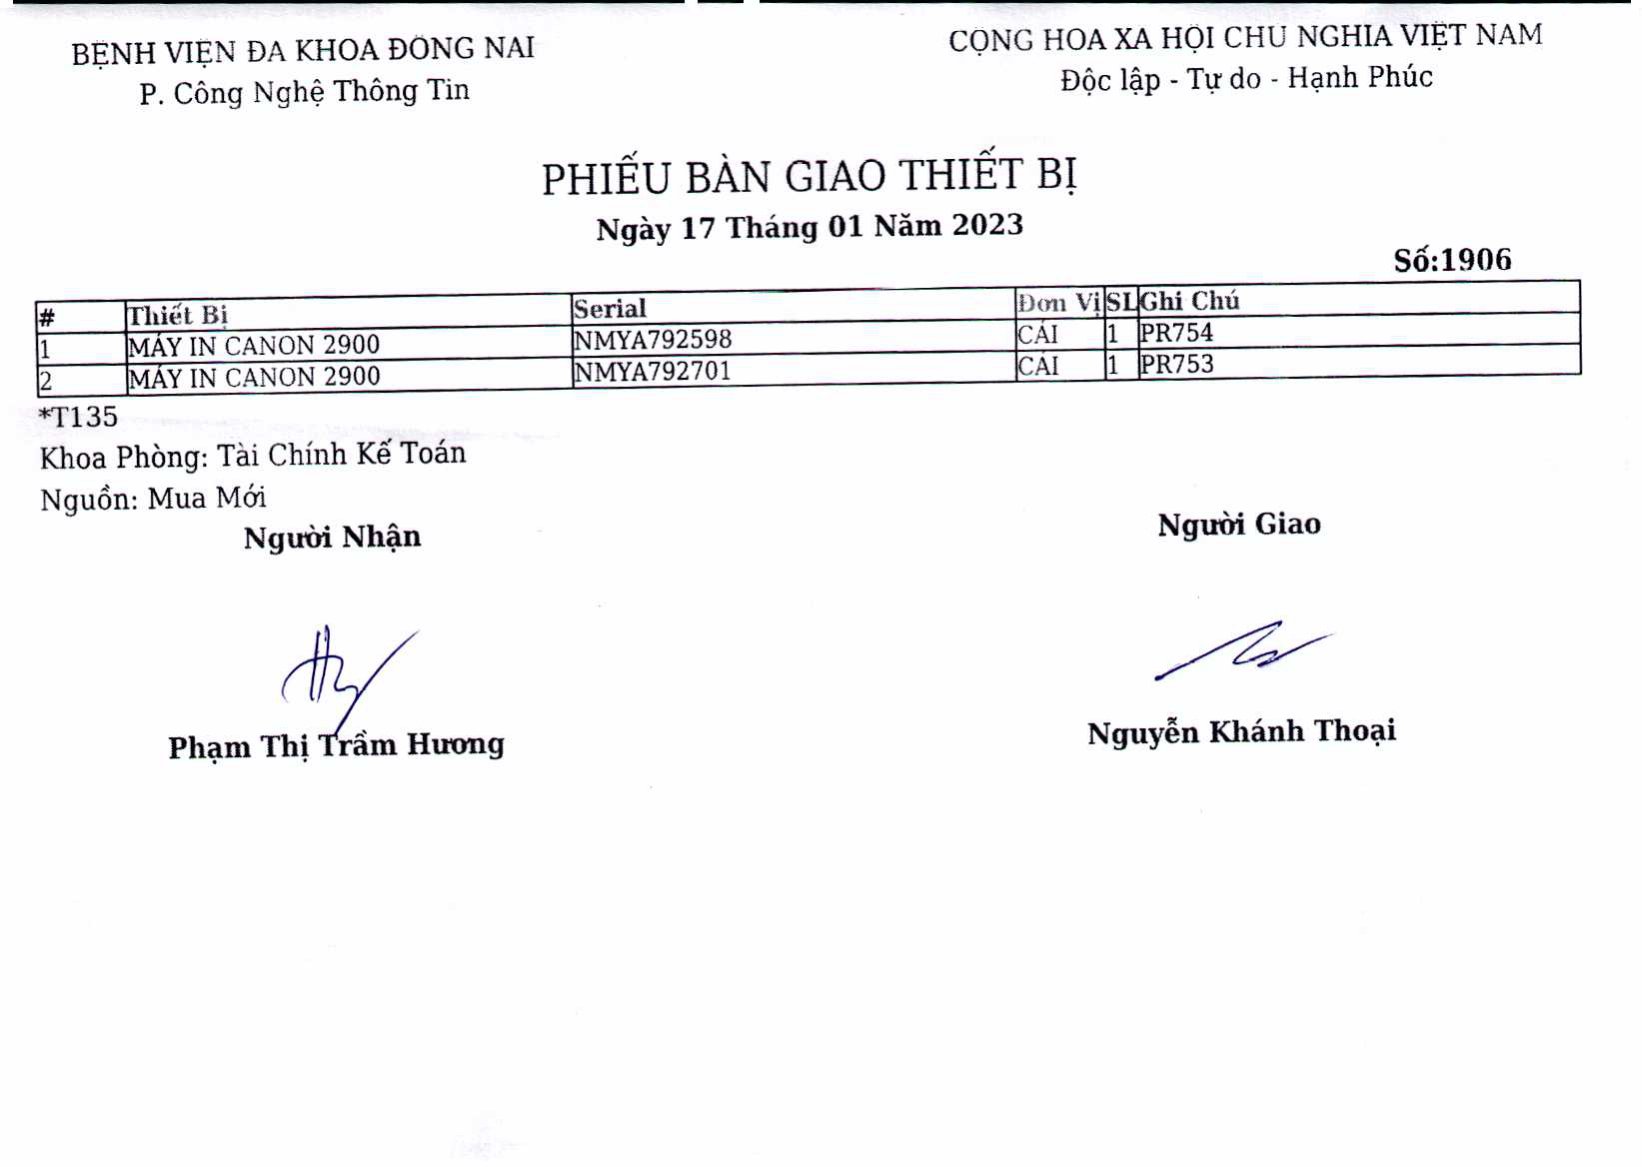 BỆNH VIỆN ĐA KHOA ĐỒNG NAI
P. Công Nghệ Thông Tin
CỘNG HÒA XÃ HỘI CHỦ NGHĨA VIỆT NAM
Độc lập - Tự do - Hạnh Phúc
PHIẾU BÀN GIAO THIẾT BỊ
Ngày 17 Tháng 01 Năm 2023
Số:1906
# Thiết Bị Serial Đơn Vị SL Ghi Chú
1 MÁY IN CANON 2900 NMYA792598 CÁI 1 PR754
2 MÁY IN CANON 2900 NMYA792701 CÁI 1 PR753
*T135
Khoa Phòng: Tài Chính Kế Toán
Nguồn: Mua Mới
Người Nhận Người Giao
Phạm Thị Trầm Hương Nguyễn Khánh Thoại